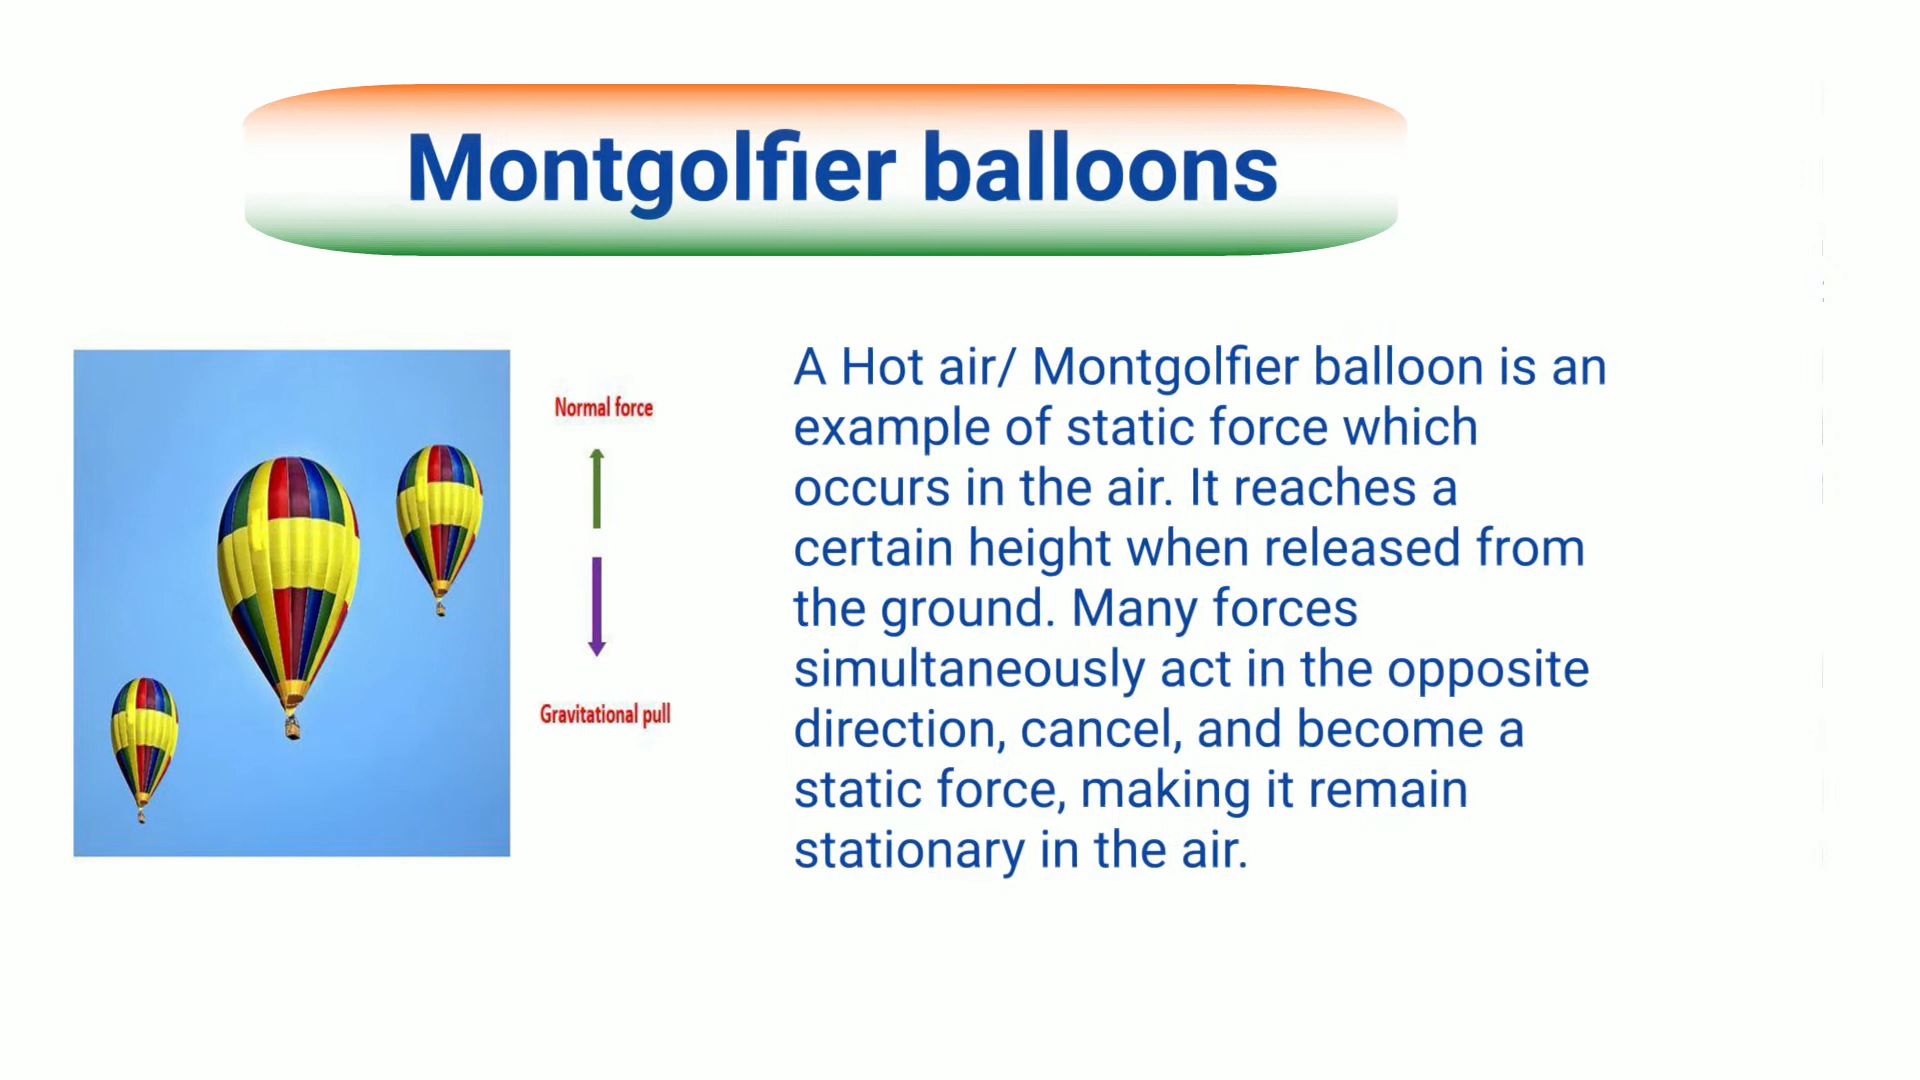 Montgolfier balloons
Normal force
Gravitational pull
A Hot air/ Montgolfier balloon is an
example of static force which
occurs in the air. It reaches a
certain height when released from
the ground. Many forces
simultaneously act in the opposite
direction, cancel, and become a
static force, making it remain
stationary in the air.